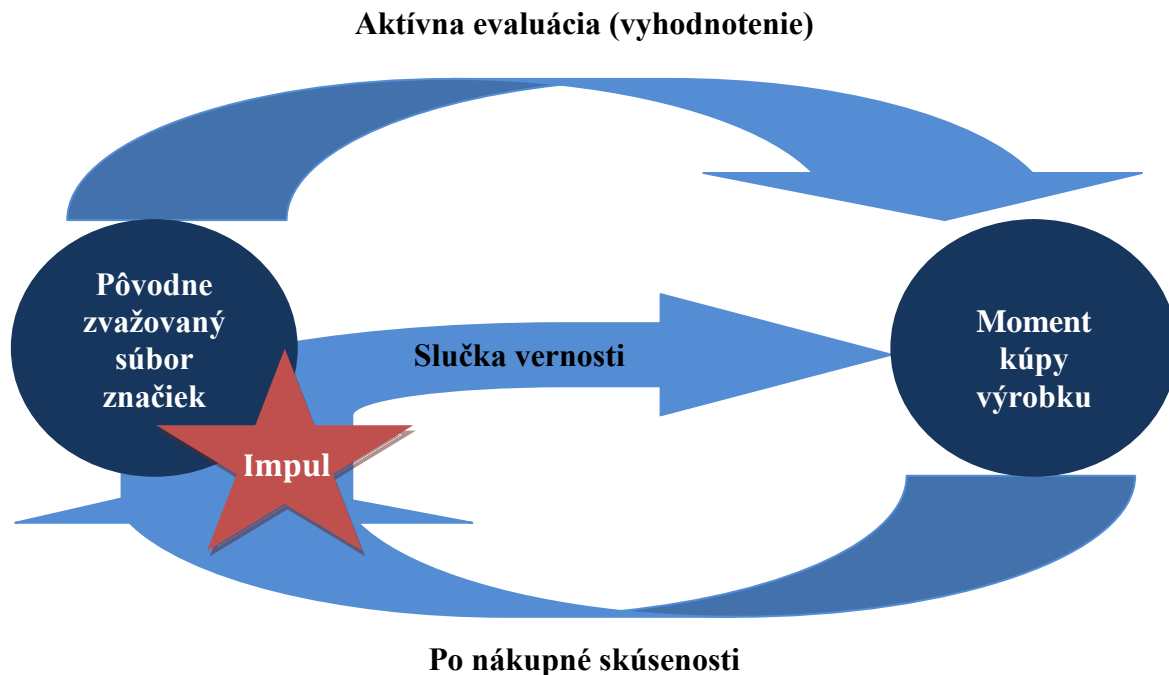 Aktívna evaluácia (vyhodnotenie)
Pôvodne
zvažovaný
súbor
značiek
Impul
Slučka vernosti
Moment
kúpy
výrobku
Po nákupné skúsenosti